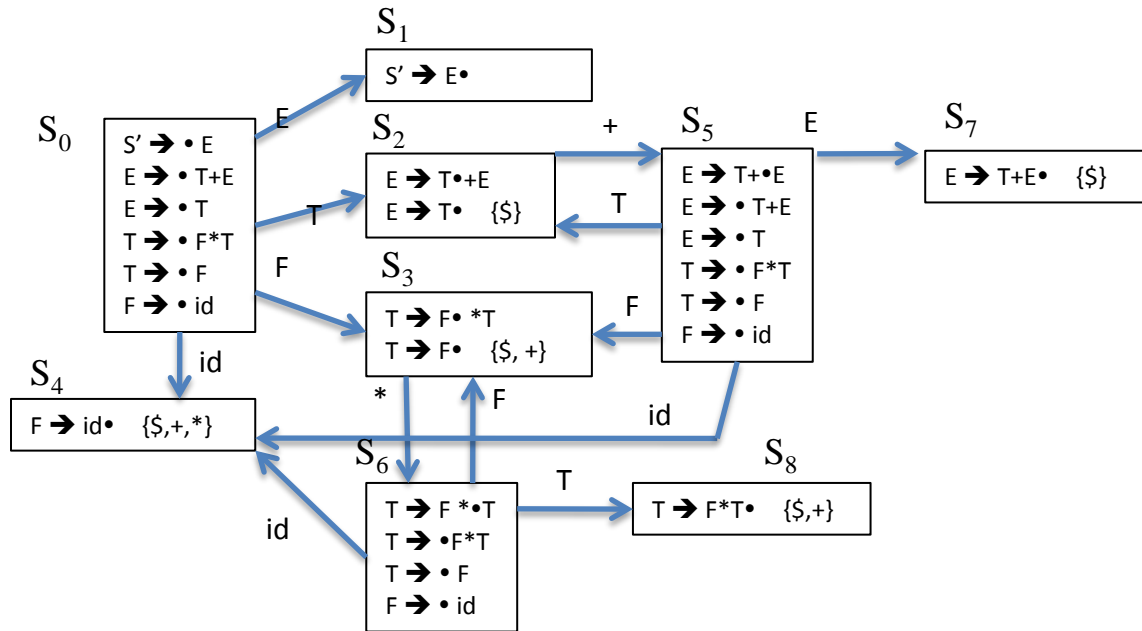 S1
S' ➔ E•
E
S0
S' ➔ • E
E ➔ • T+E
E ➔ • T
T ➔ • F*T
T ➔ • F
F ➔ • id
T
F
id
S2
E ➔ T•+E
E ➔ T• {$}
+
T
S5
E ➔ T+•E
E ➔ • T+E
E ➔ • T
T ➔ • F*T
T ➔ • F
F ➔ • id
E
S7
E ➔ T+E• {$}
S3
T ➔ F• *T
T ➔ F• {$, +}
F
*
F
id
S4
F ➔ id• {$,+,*}
id
S6
T ➔ F *•T
T ➔ •F*T
T ➔ • F
F ➔ • id
T
S8
T ➔ F*T• {$,+}